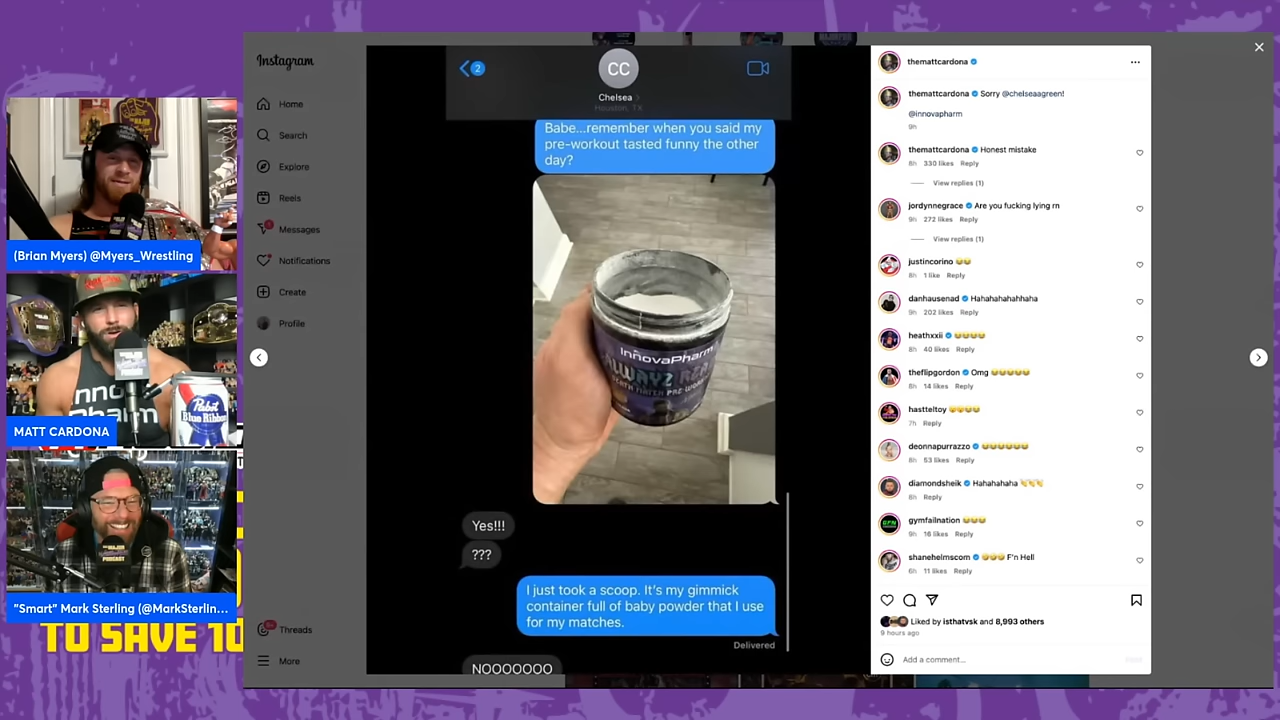 (Brian Myers) @Myers_Wrestling
MATT CARDONA
Pabst
Blue Ribbon
"Smart" Mark Sterling (@MarkSterlin...
TO SAVE 10
Instagram
Home
Search
Explore
Reels
Messages
Notifications
Create
Profile
Threads
More
2
CC
Chelsea
Houston, TX
Babe...remember when you said my
pre-workout tasted funny the other
day?
InnovaPharm
Yes!!!
???
I just took a scoop. It's my gimmick
container full of baby powder that I use
for my matches.
Delivered
NOOOOOOO
themattcardona
themattcardona Sorry @chelseaagreen!
@innovapharm
9h
themattcardona Honest mistake
8h 330 likes Reply
View replies (1)
jordynnegrace Are you fucking lying rn
9h 272 likes Reply
View replies (1)
justincorino 😂😂
8h 1 like Reply
danhausenad Hahahahahhaha
9h 202 likes Reply
heathxxii 😂😂😂😂
8h 40 likes Reply
theflipgordon Omg 😂😂😂😂😂
8h 14 likes Reply
hastteltoy
7h Reply
deonnapurrazzo 😂😂😂😂😂😂
8h 53 likes Reply
diamondsheik Hahahahaha 👏👏👏
8h Reply
gymfailnation 😂😂😂
9h 16 likes Reply
shanehelmscom 🤣🤣🤣 F'n Hell
6h 11 likes Reply
Liked by isthatvsk and 8,993 others
9 hours ago
Add a comment...